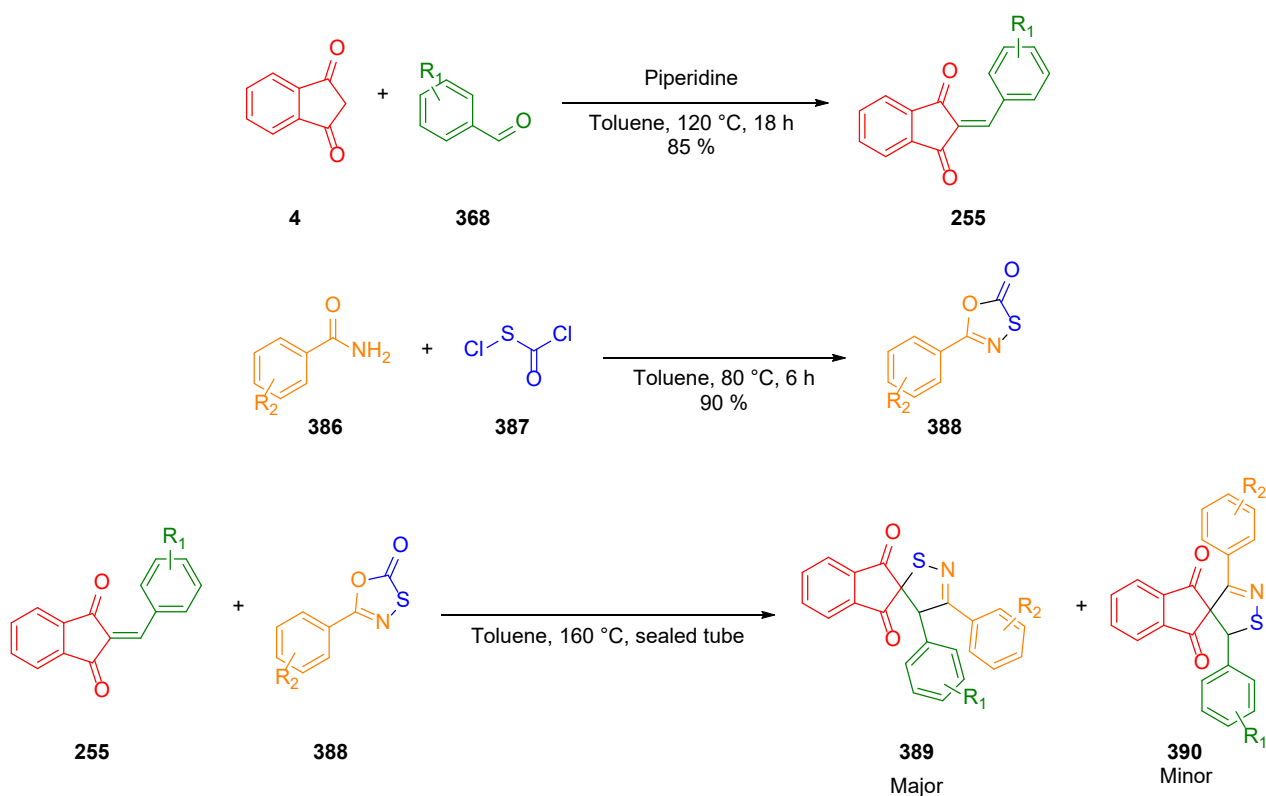 O
O
4
+
R1
O
368
Piperidine
Toluene, 120 °C, 18 h
85 %
R1
O
O
255
O
NH2
R2
386
+
Cl
S
Cl
O
387
Toluene, 80 °C, 6 h
90 %
O
O
S
N
R2
388
R1
O
O
255
+
O
O
S
N
R2
388
Toluene, 160 °C, sealed tube
O
S
N
R2
O
R1
389
Major
+
R2
O
N
S
O
R1
390
Minor